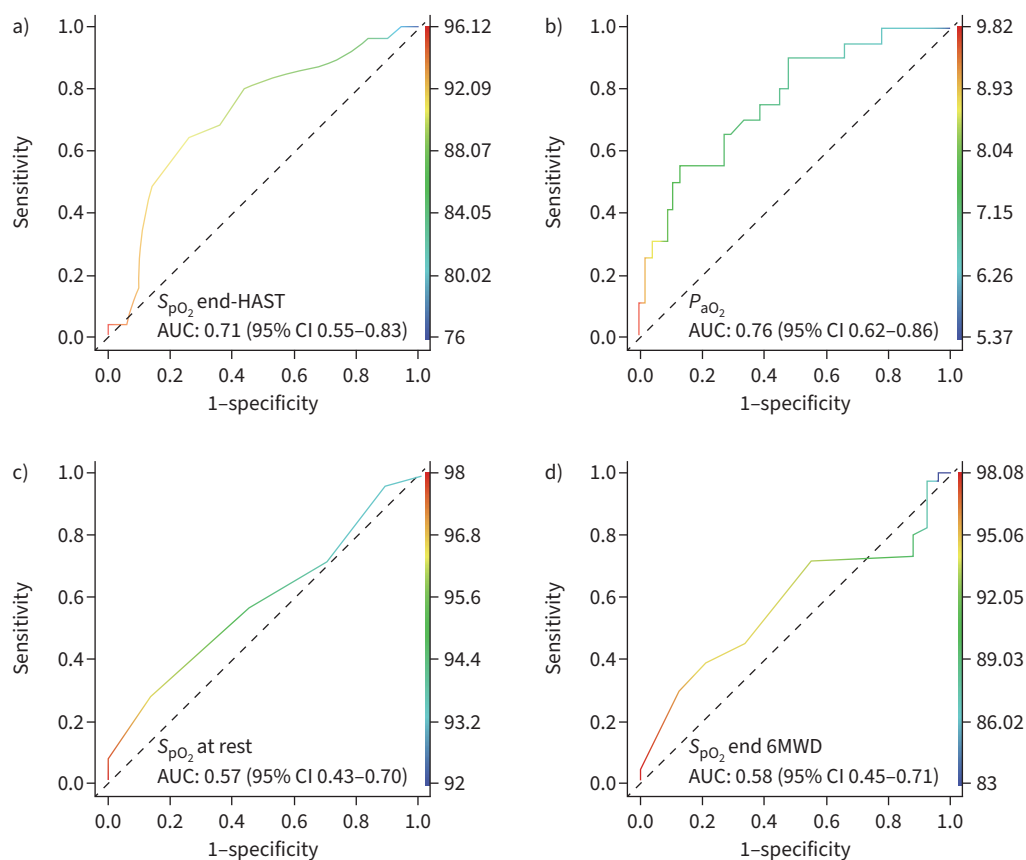 a)
1.0
0.8
0.6
0.4
0.2
0.0
Sensitivity
0.0 0.2 0.4 0.6 0.8 1.0
1–specificity
SpO2 end-HAST
AUC: 0.71 (95% CI 0.55–0.83)
96.12
92.09
88.07
84.05
80.02
76
b)
1.0
0.8
0.6
0.4
0.2
0.0
Sensitivity
0.0 0.2 0.4 0.6 0.8 1.0
1–specificity
PaO2
AUC: 0.76 (95% CI 0.62–0.86)
9.82
8.93
8.04
7.15
6.26
5.37
c)
1.0
0.8
0.6
0.4
0.2
0.0
Sensitivity
0.0 0.2 0.4 0.6 0.8 1.0
1–specificity
SpO2 at rest
AUC: 0.57 (95% CI 0.43–0.70)
98
96.8
95.6
94.4
93.2
92
d)
1.0
0.8
0.6
0.4
0.2
0.0
Sensitivity
0.0 0.2 0.4 0.6 0.8 1.0
1–specificity
SpO2 end 6MWD
AUC: 0.58 (95% CI 0.45–0.71)
98.08
95.06
92.05
89.03
86.02
83